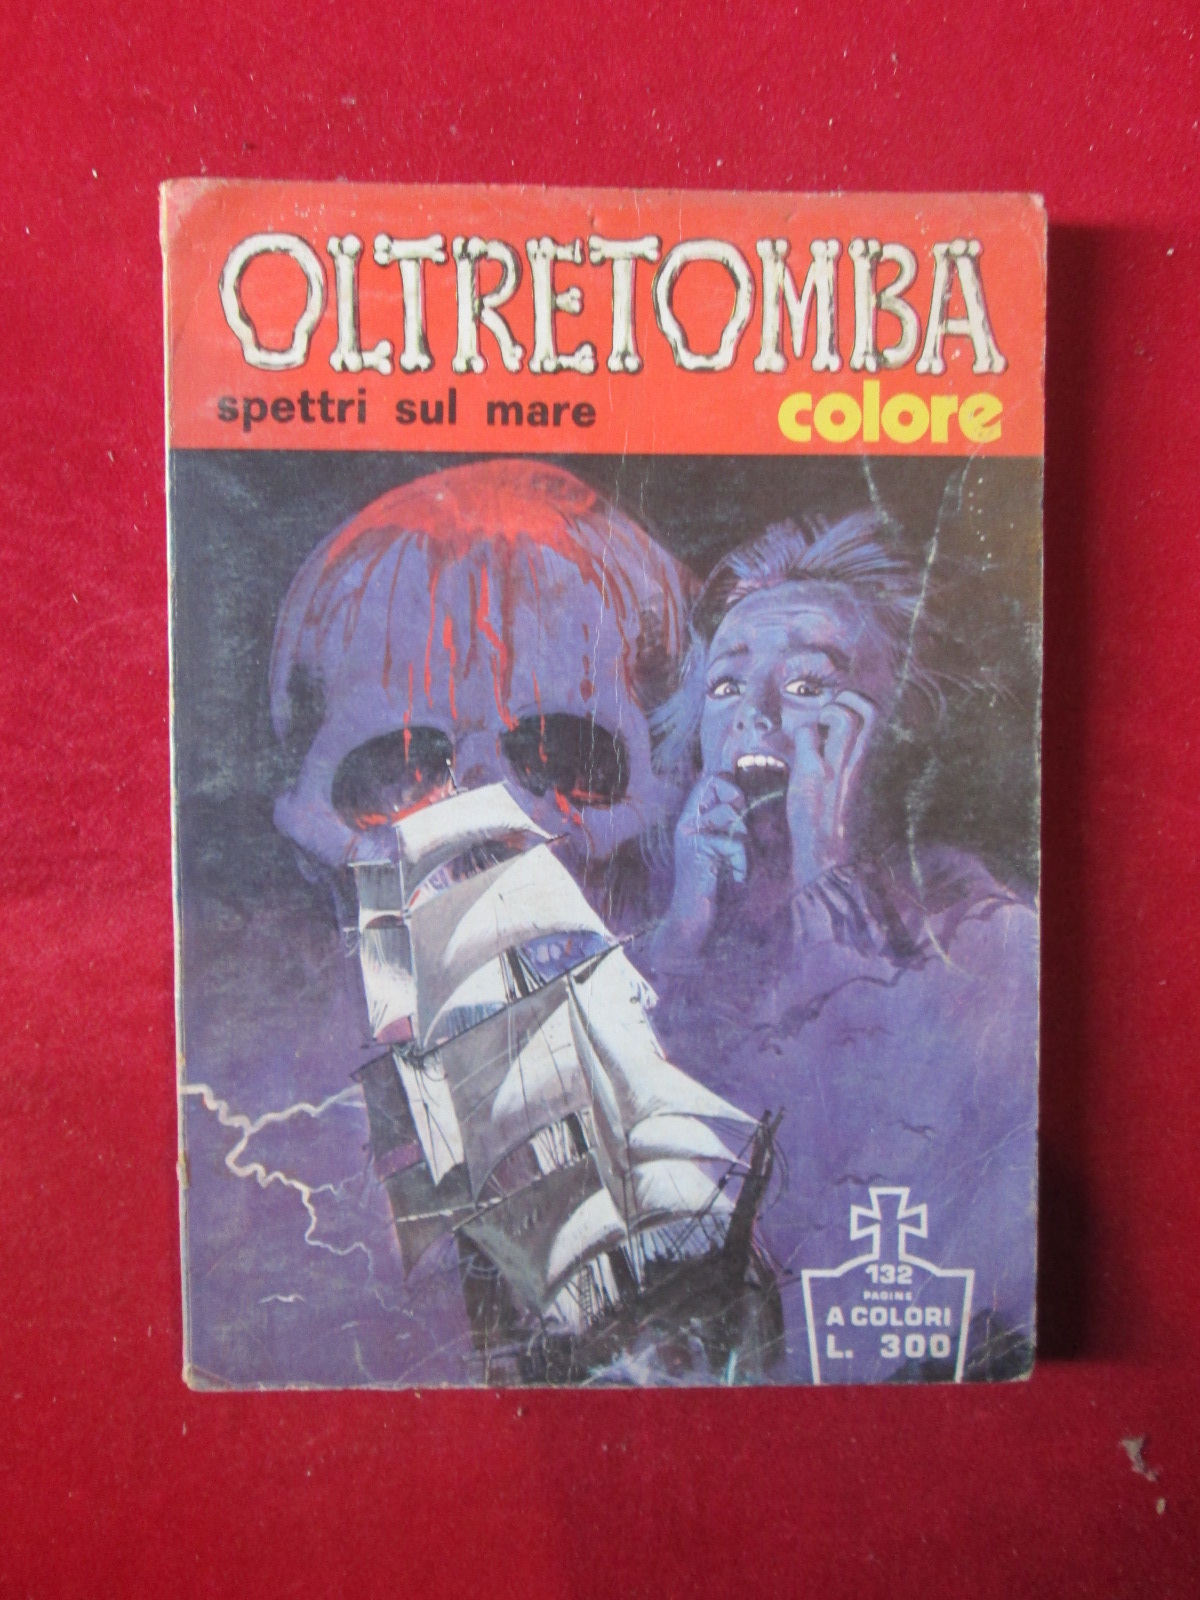 OLTRETOMBA
spettri sul mare
colore
132
PAGINE
A COLORI
L. 300